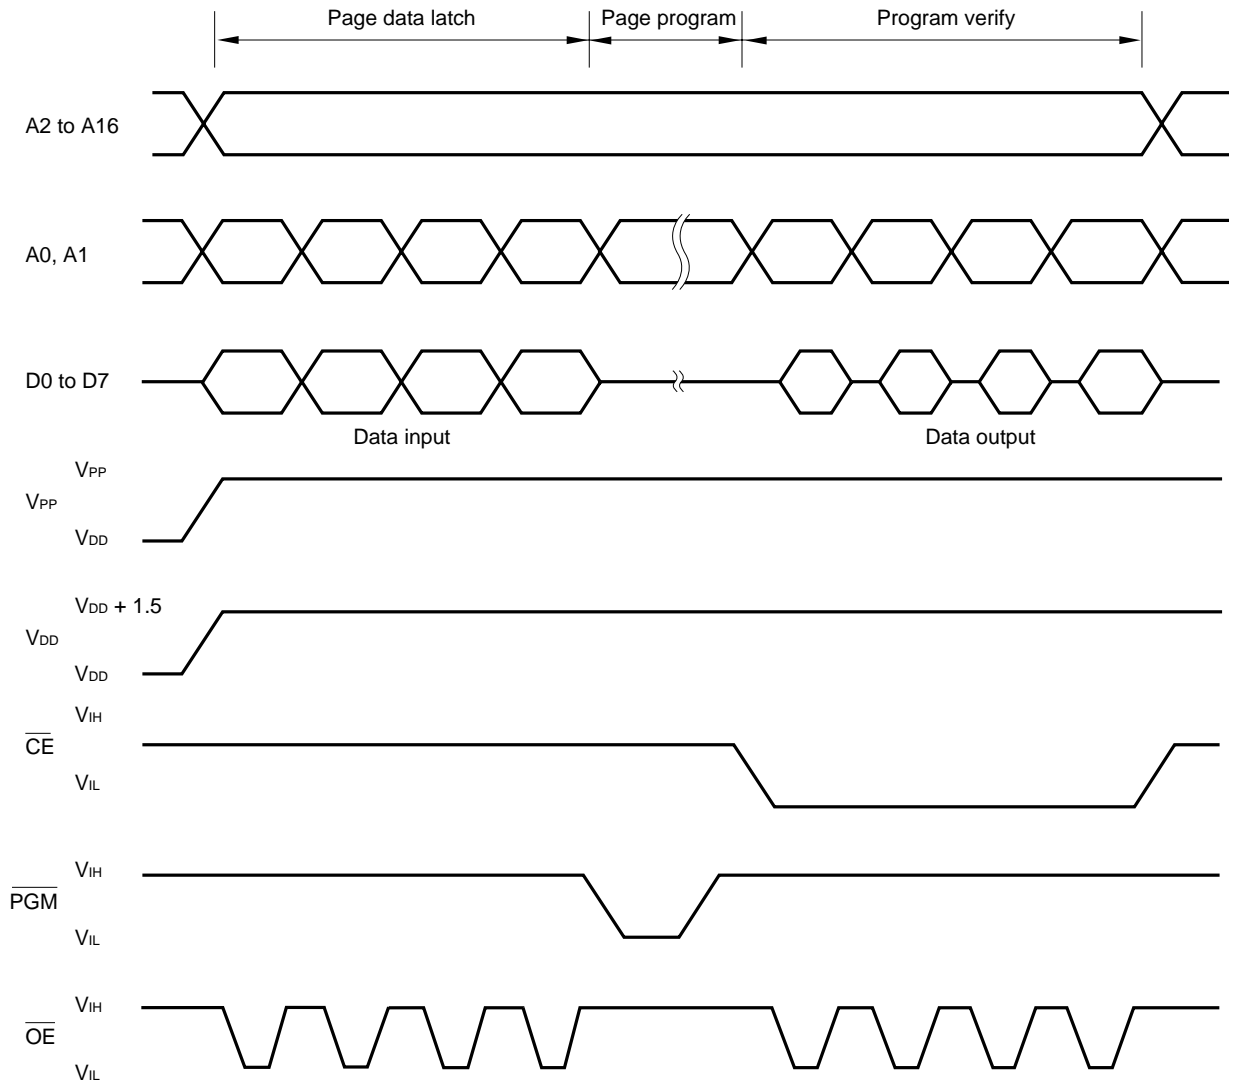 Page data latch
Page program
Program verify
A2 to A16
A0, A1
D0 to D7
Data input
Data output
VPP
VPP
VDD
VDD + 1.5
VDD
VDD
VIH
CE
VIL
VIH
PGM
VIL
VIH
OE
VIL